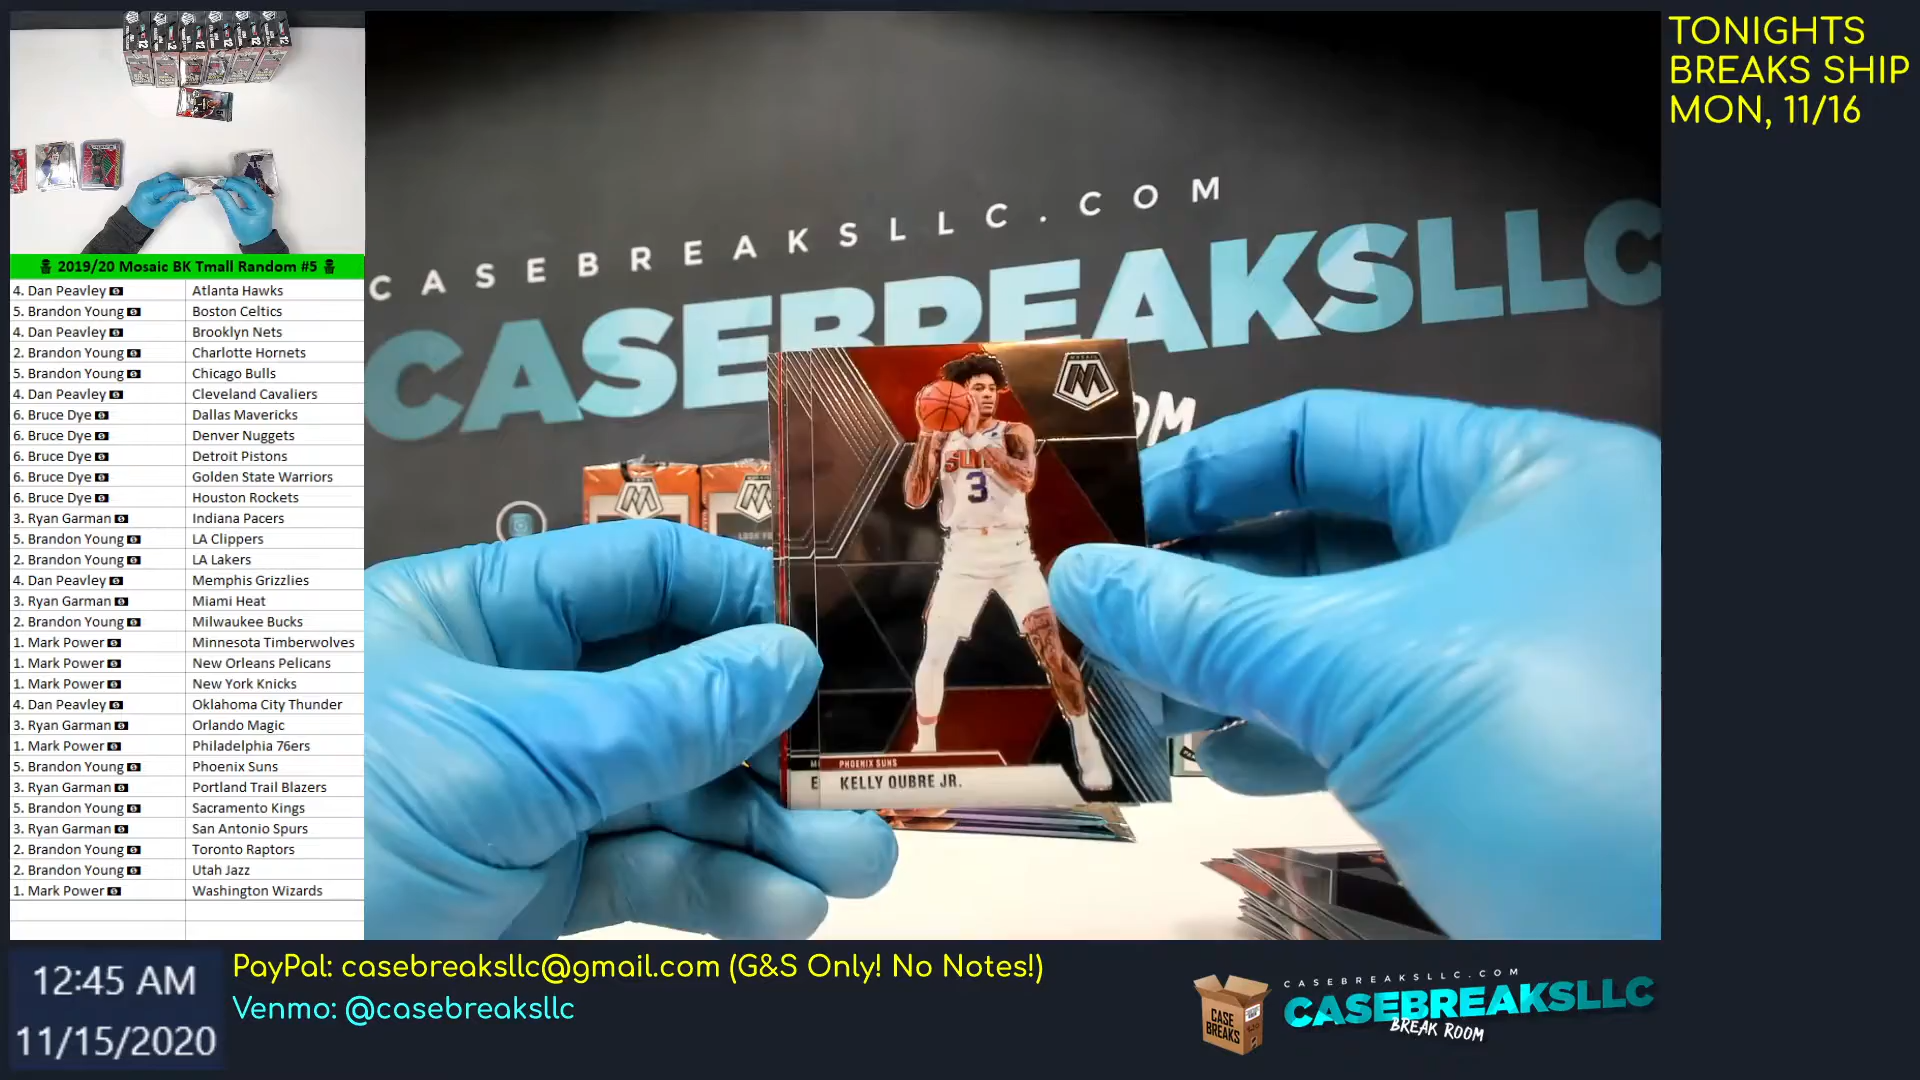 TONIGHTS
BREAKS SHIP
MON, 11/16
2019/20 Mosaic BK Tmall Random #5
4. Dan Peavley Atlanta Hawks
5. Brandon Young Boston Celtics
4. Dan Peavley Brooklyn Nets
2. Brandon Young Charlotte Hornets
5. Brandon Young Chicago Bulls
4. Dan Peavley Cleveland Cavaliers
6. Bruce Dye Dallas Mavericks
6. Bruce Dye Denver Nuggets
6. Bruce Dye Detroit Pistons
6. Bruce Dye Golden State Warriors
6. Bruce Dye Houston Rockets
3. Ryan Garman Indiana Pacers
5. Brandon Young LA Clippers
2. Brandon Young LA Lakers
4. Dan Peavley Memphis Grizzlies
3. Ryan Garman Miami Heat
2. Brandon Young Milwaukee Bucks
1. Mark Power Minnesota Timberwolves
1. Mark Power New Orleans Pelicans
1. Mark Power New York Knicks
4. Dan Peavley Oklahoma City Thunder
3. Ryan Garman Orlando Magic
1. Mark Power Philadelphia 76ers
5. Brandon Young Phoenix Suns
3. Ryan Garman Portland Trail Blazers
5. Brandon Young Sacramento Kings
3. Ryan Garman San Antonio Spurs
2. Brandon Young Toronto Raptors
2. Brandon Young Utah Jazz
1. Mark Power Washington Wizards
CASEBREAKSLLC.COM
CASEBREAKSLLC
OM
MOSAIC
M
SUN
3
PHOENIX SUNS
KELLY OUBRE JR.
12:45 AM
11/15/2020
PayPal: casebreaksllc@gmail.com (G&S Only! No Notes!)
Venmo: @casebreaksllc
CASE
BREAKS
CASEBREAKSLLC.COM
CASEBREAKSLLC
BREAK ROOM